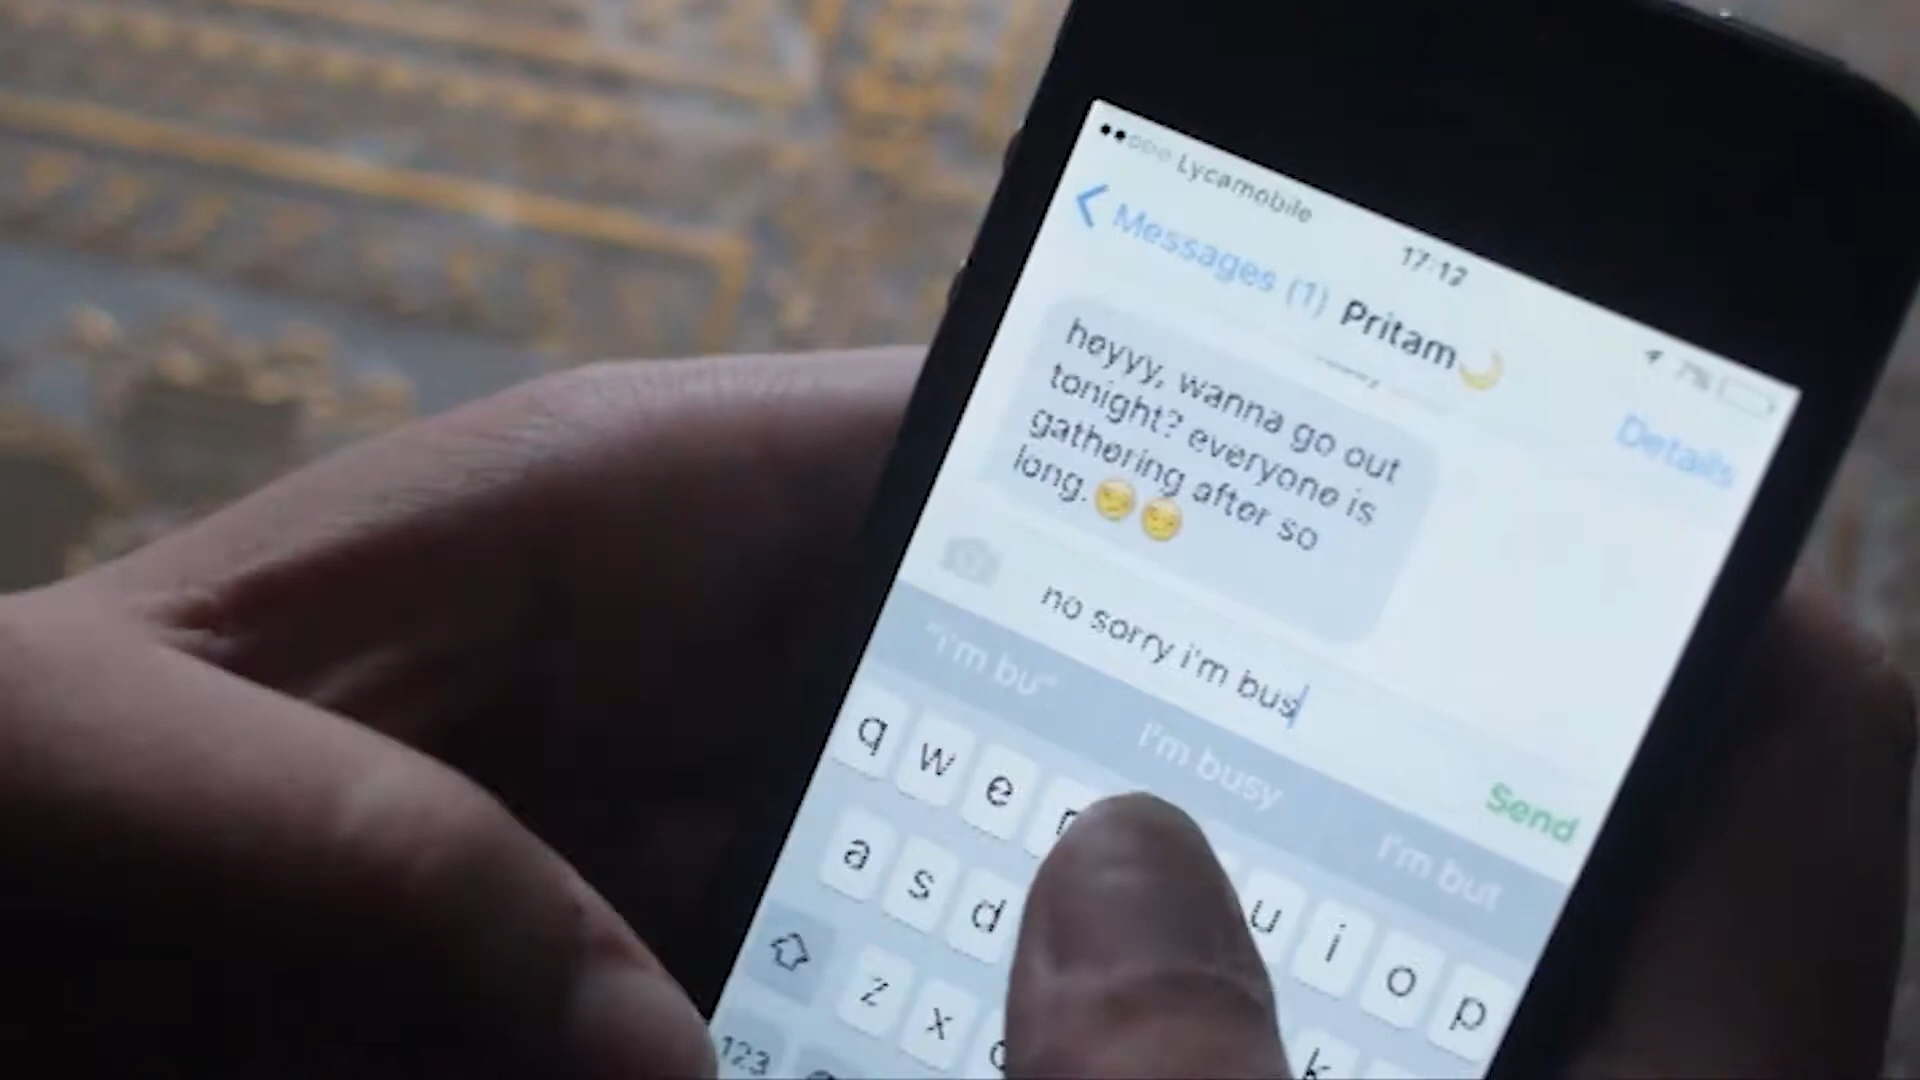 Lycamobile
17:12
7%
Messages (1) Pritam🌙
Details
heyyy, wanna go out
tonight? everyone is
gathering after so
long. 😒😒
no sorry i'm bus
Send
"i'm bu" i'm busy i'm but
q w e r u i o p
a s d k
z x
123